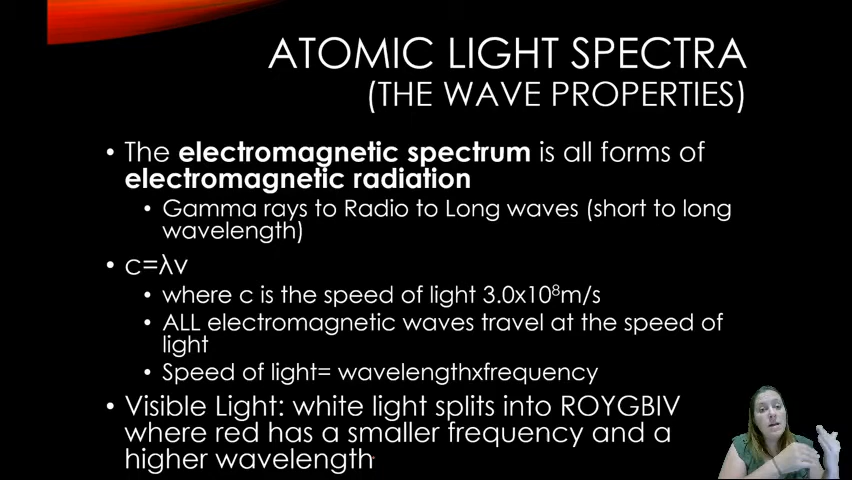 ATOMIC LIGHT SPECTRA
(THE WAVE PROPERTIES)
• The electromagnetic spectrum is all forms of
electromagnetic radiation
• Gamma rays to Radio to Long waves (short to long
wavelength)
• c=λv
• where c is the speed of light 3.0x10⁸m/s
• ALL electromagnetic waves travel at the speed of
light
• Speed of light= wavelengthxfrequency
• Visible Light: white light splits into ROYGBIV
where red has a smaller frequency and a
higher wavelength